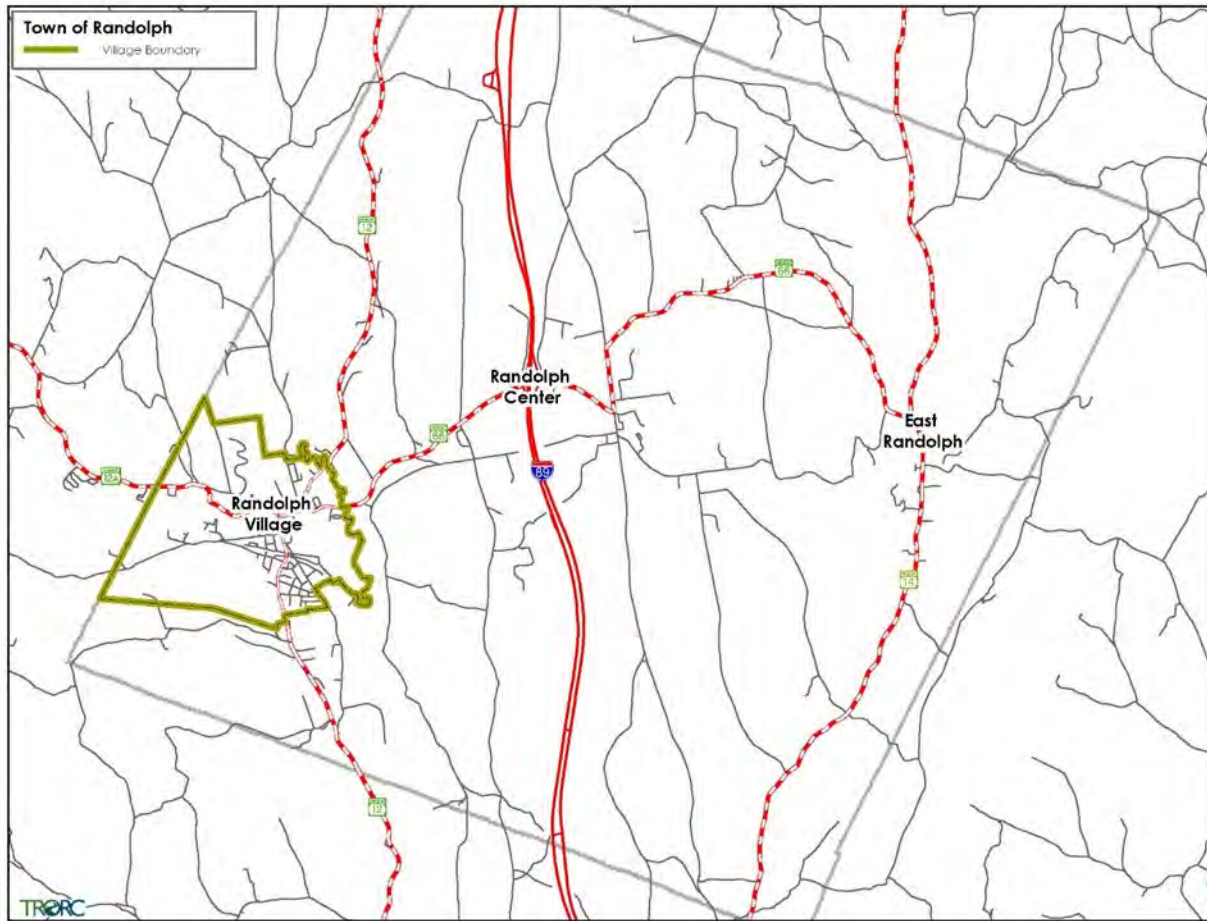 Town of Randolph
Village Boundary
12
66
Randolph
Center
East
Randolph
66
12A
89
Randolph
Village
14
12
TRORC